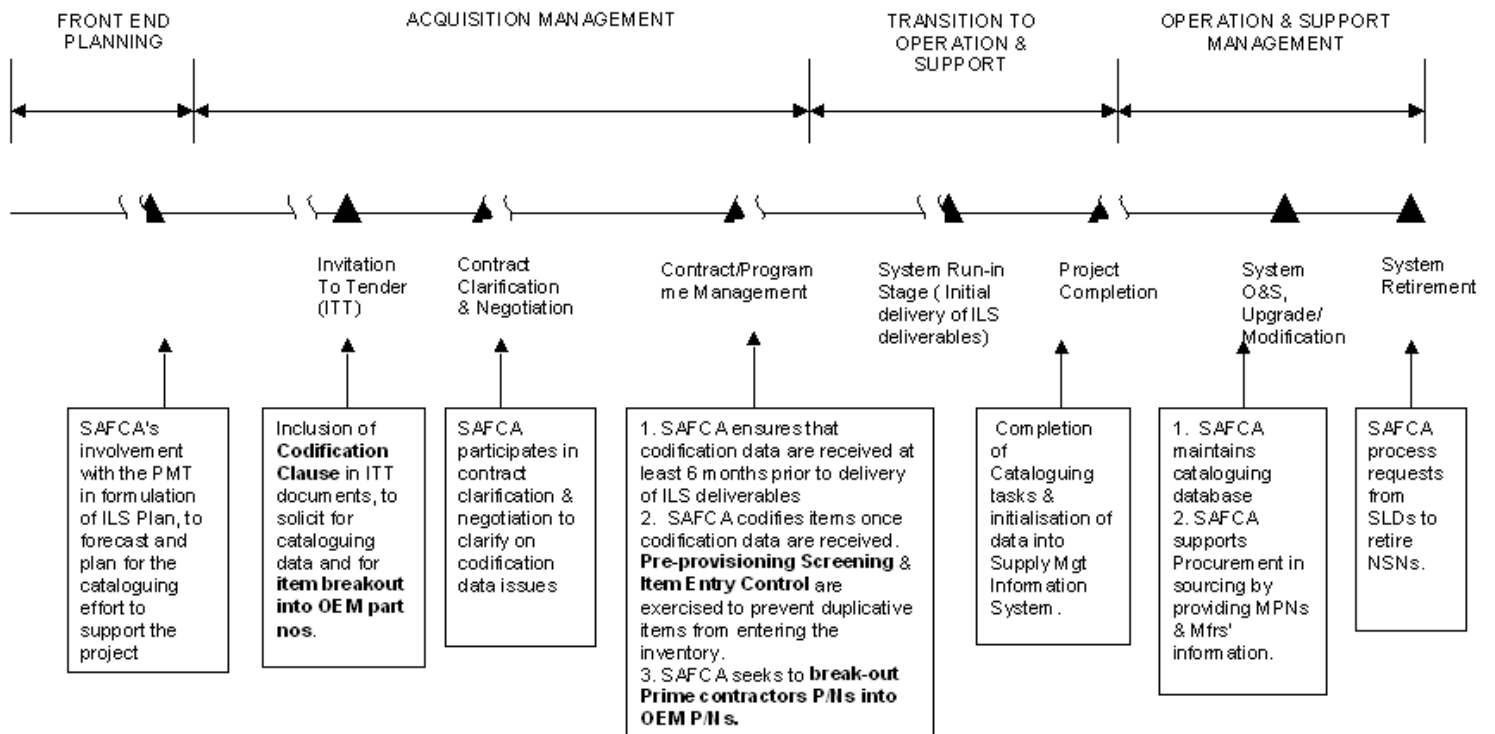 FRONT END
PLANNING
ACQUISITION MANAGEMENT
TRANSITION TO
OPERATION &
SUPPORT
OPERATION & SUPPORT
MANAGEMENT
Invitation
To Tender
(ITT)
Contract
Clarification
& Negotiation
Contract/Program
me Management
System Run-in
Stage ( Initial
delivery of ILS
deliverables)
Project
Completion
System
O&S,
Upgrade/
Modification
System
Retirement
SAFCA's
involvement
with the PMT
in formulation
of ILS Plan, to
forecast and
plan for the
cataloguing
effort to
support the
project
Inclusion of
Codification
Clause in ITT
documents, to
solicit for
cataloguing
data and for
item breakout
into OEM part
nos.
SAFCA
participates in
contract
clarification &
negotiation to
clarify on
codification
data issues
1. SAFCA ensures that
codification data are received at
least 6 months prior to delivery
of ILS deliverables
2. SAFCA codifies items once
codification data are received.
Pre-provisioning Screening &
Item Entry Control are
exercised to prevent duplicative
items from entering the
inventory.
3. SAFCA seeks to break-out
Prime contractors P/Ns into
OEM P/Ns.
Completion
of
Cataloguing
tasks &
initialisation of
data into
Supply Mgt
Information
System.
1. SAFCA
maintains
cataloguing
database
2. SAFCA
supports
Procurement in
sourcing by
providing MPNs
& Mfrs'
information.
SAFCA
process
requests
from
SLDs to
retire
NSNs.